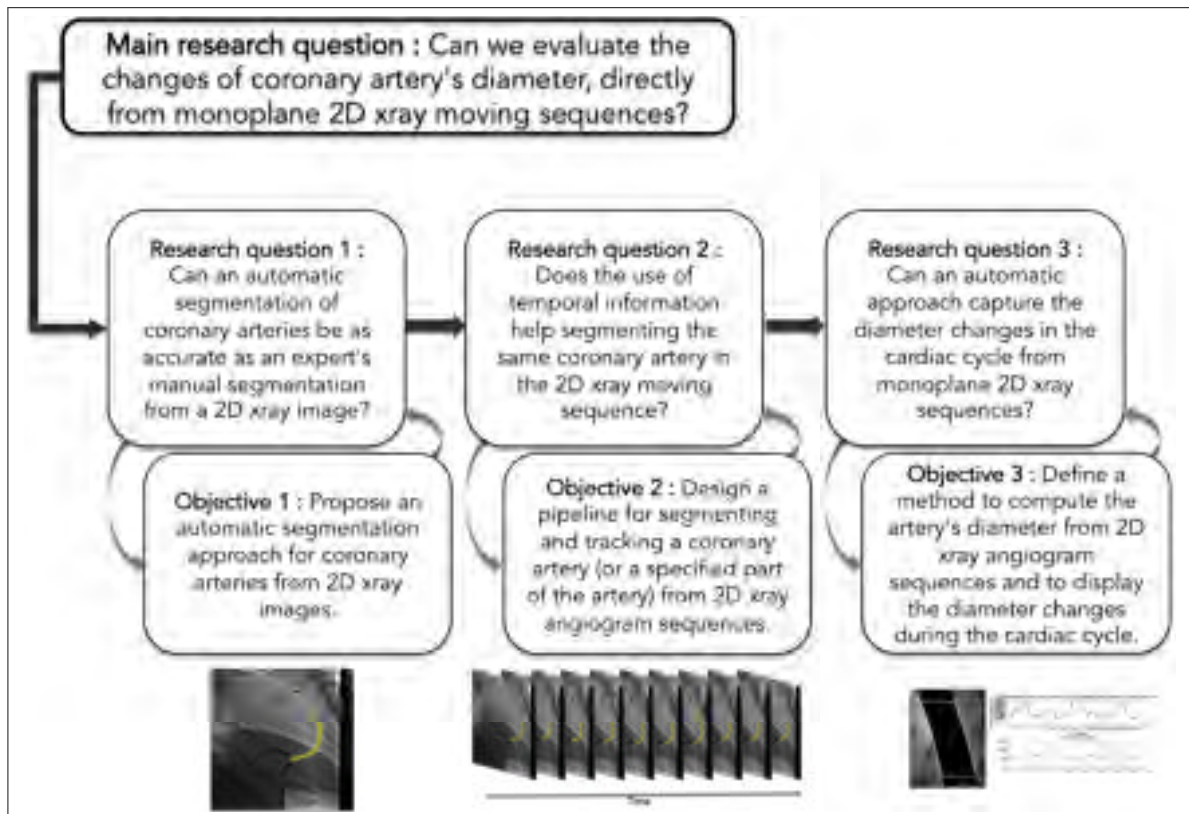 Main research question : Can we evaluate the
changes of coronary artery's diameter, directly
from monoplane 2D xray moving sequences?
Research question 1 :
Can an automatic
segmentation of
coronary arteries be as
accurate as an expert's
manual segmentation
from a 2D xray image?
Research question 2 :
Does the use of
temporal information
help segmenting the
same coronary artery in
the 2D xray moving
sequence?
Research question 3 :
Can an automatic
approach capture the
diameter changes in the
cardiac cycle from
monoplane 2D xray
sequences?
Objective 1 : Propose an
automatic segmentation
approach for coronary
arteries from 2D xray
images.
Objective 2 : Design a
pipeline for segmenting
and tracking a coronary
artery (or a specified part
of the artery) from 2D xray
angiogram sequences.
Objective 3 : Define a
method to compute the
artery's diameter from 2D
xray angiogram
sequences and to display
the diameter changes
during the cardiac cycle.
Time